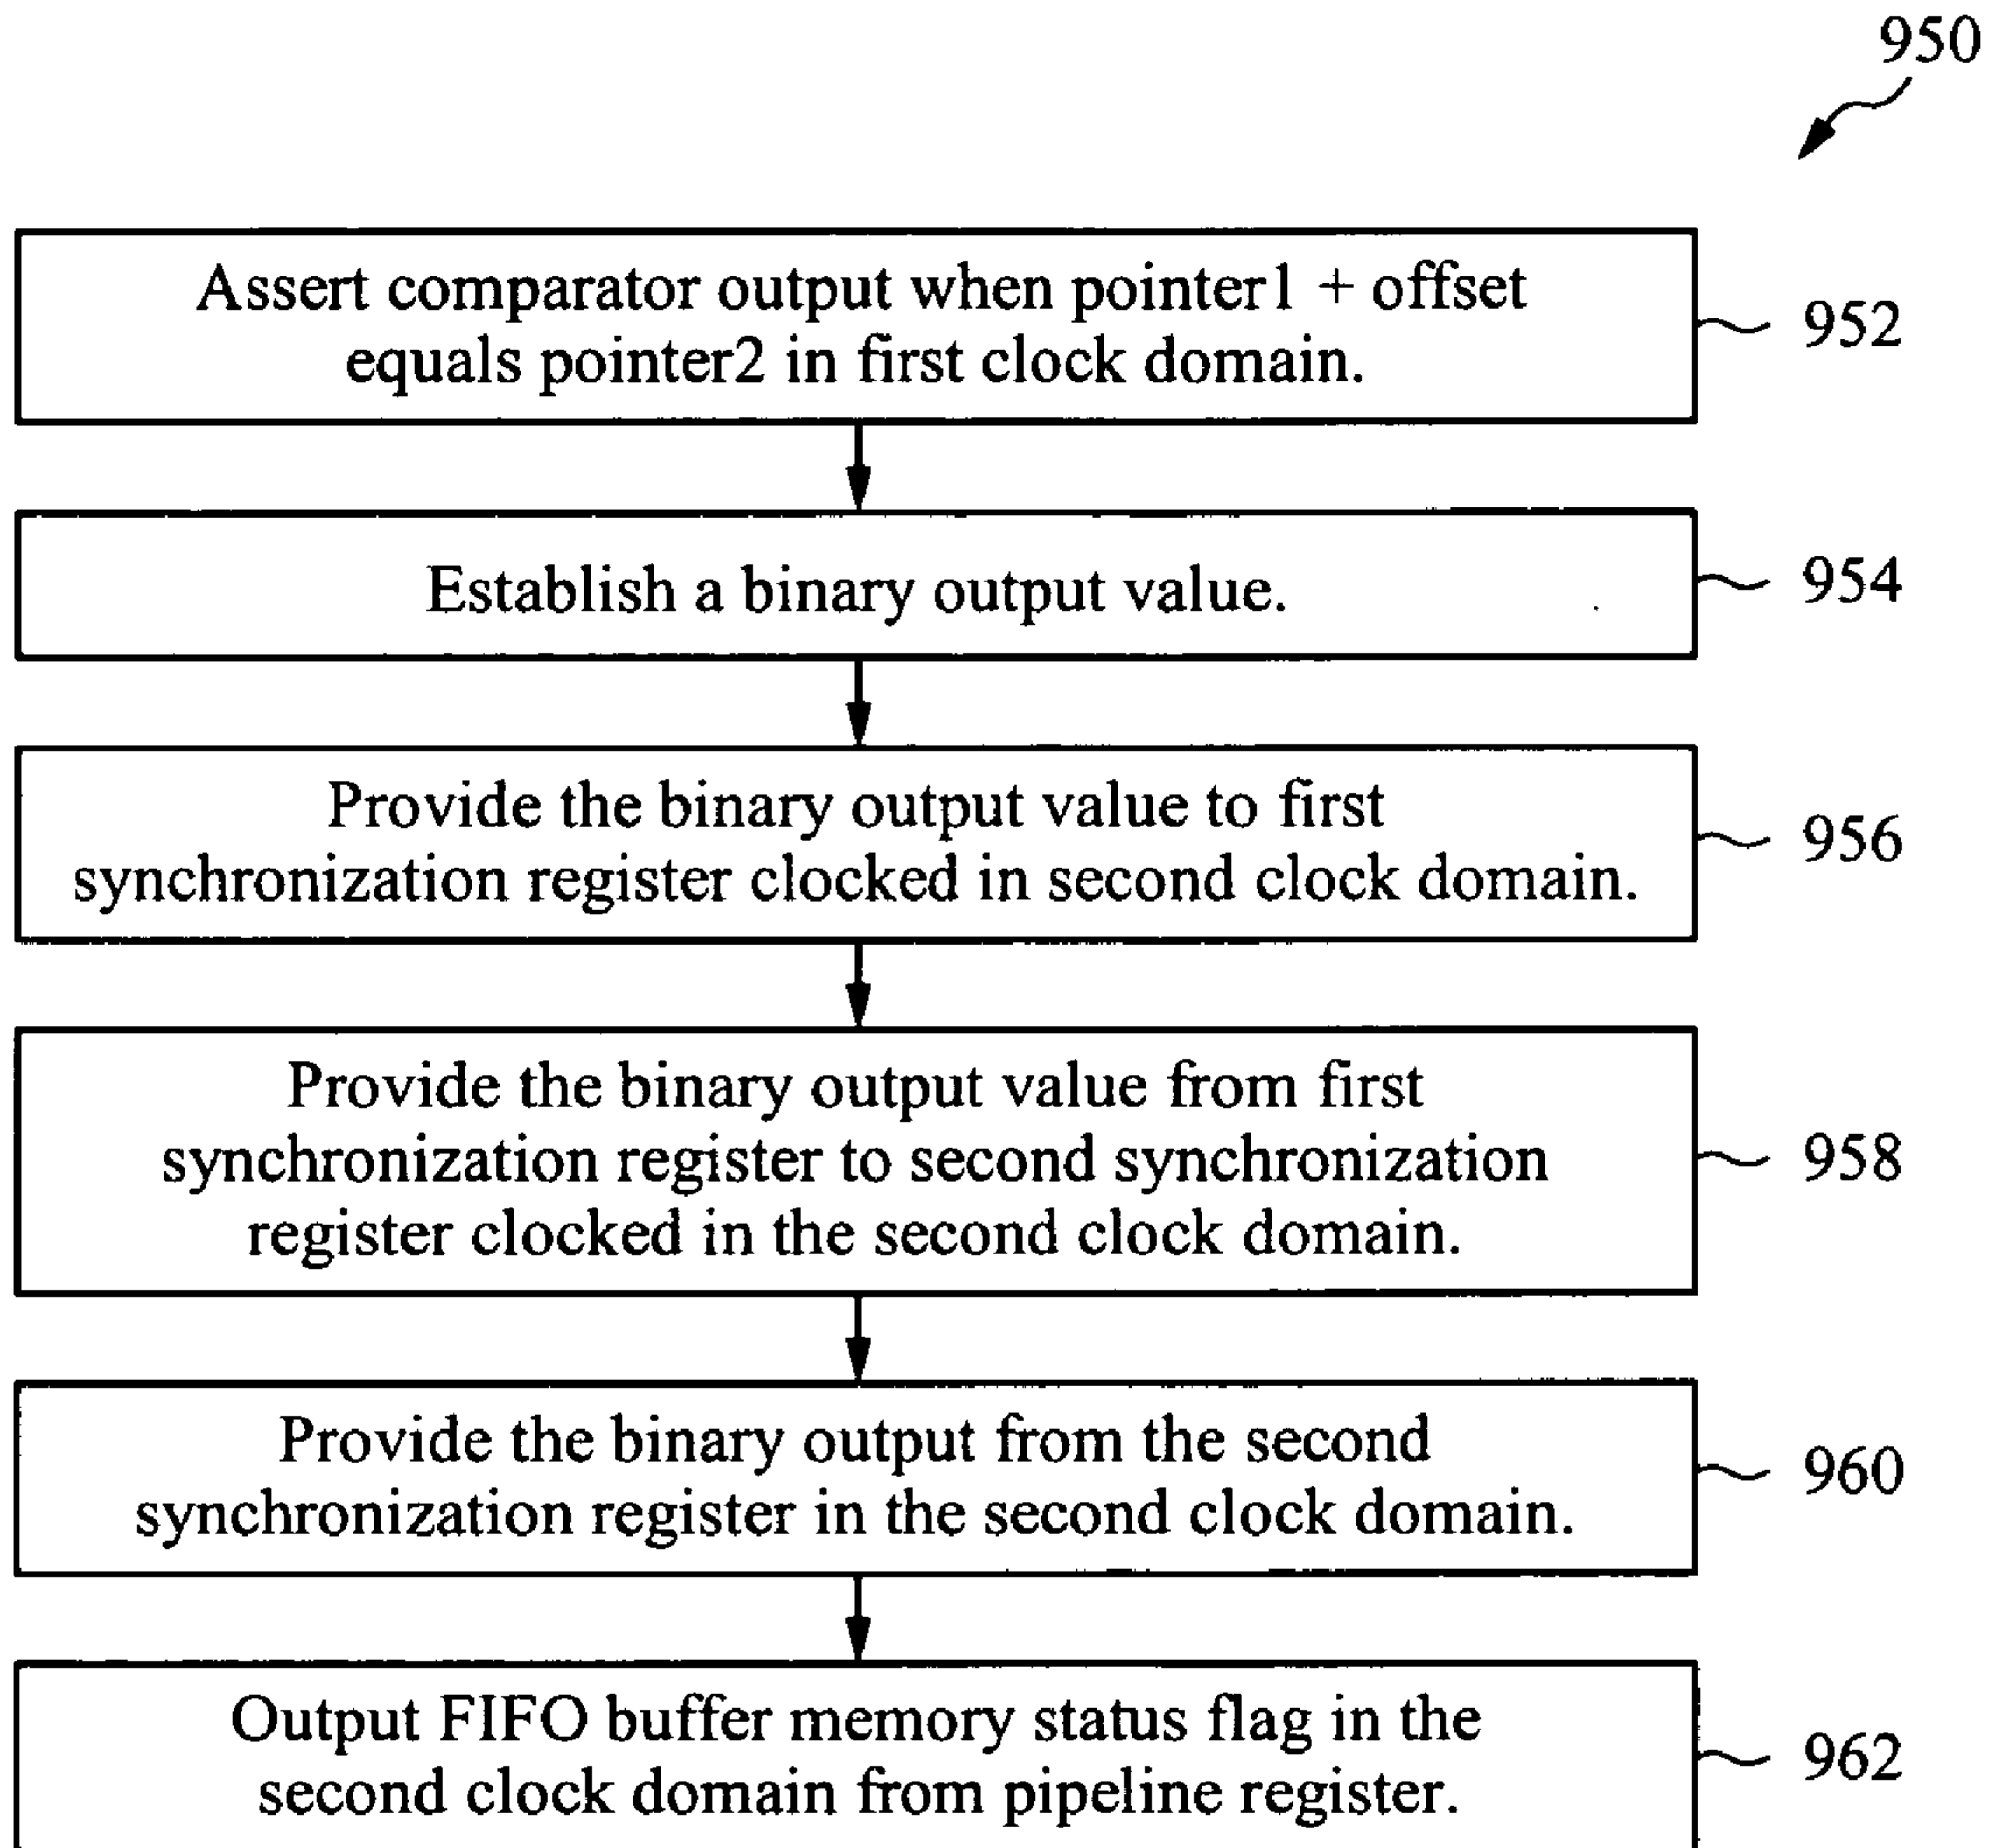 950
Assert comparator output when pointer1 + offset
equals pointer2 in first clock domain.
952
Establish a binary output value.
954
Provide the binary output value to first
synchronization register clocked in second clock domain.
956
Provide the binary output value from first
synchronization register to second synchronization
register clocked in the second clock domain.
958
Provide the binary output from the second
synchronization register in the second clock domain.
960
Output FIFO buffer memory status flag in the
second clock domain from pipeline register.
962